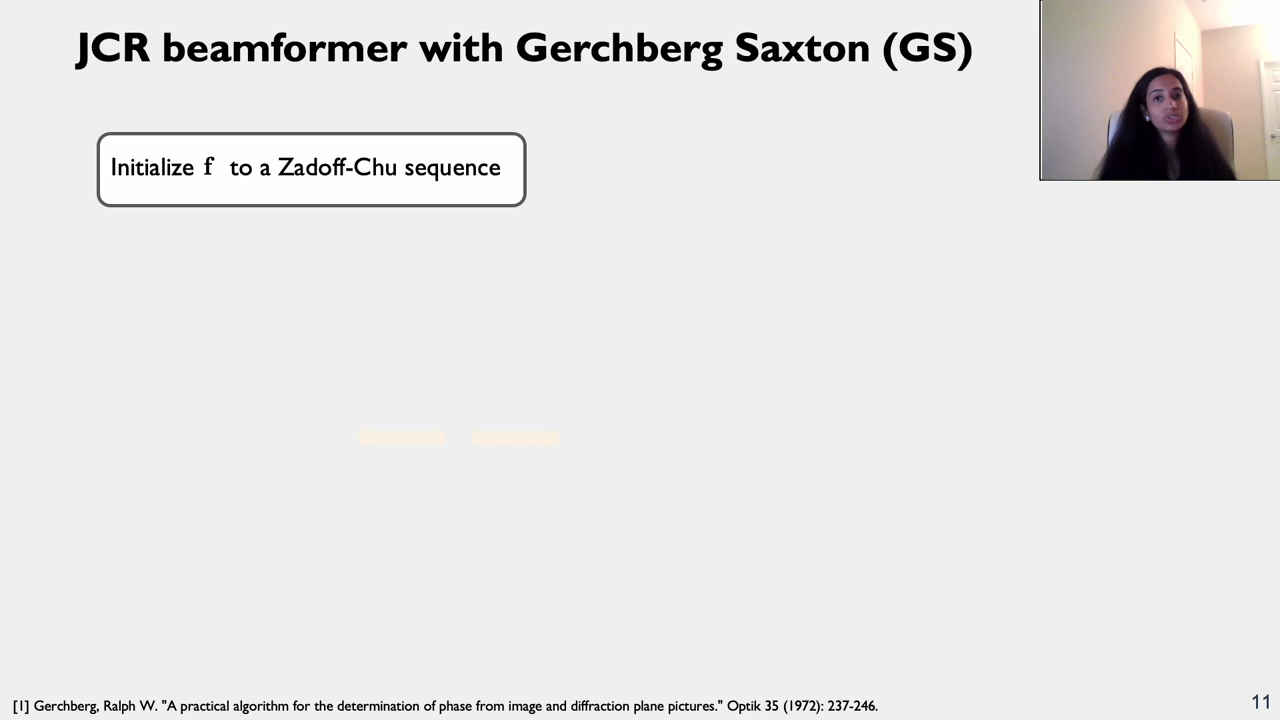 JCR beamformer with Gerchberg Saxton (GS)
Initialize f to a Zadoff-Chu sequence
[1] Gerchberg, Ralph W. "A practical algorithm for the determination of phase from image and diffraction plane pictures." Optik 35 (1972): 237-246.
11